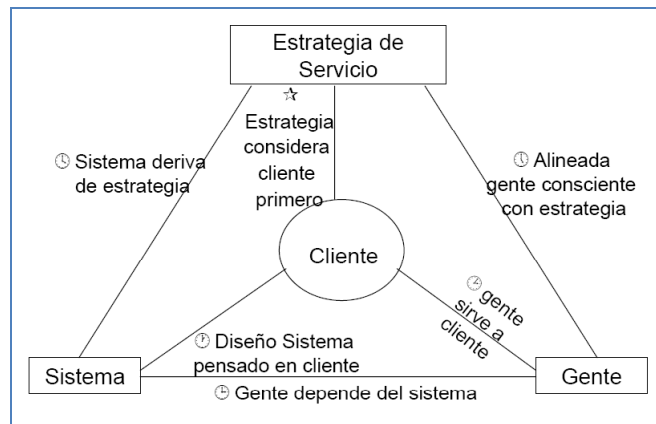 Estrategia de
Servicio
☆
Estrategia
considera
cliente
primero
🕓 Sistema deriva
de estrategia
🕔 Alineada
gente consciente
con estrategia
Cliente
🕑 gente
sirve a
cliente
🕐 Diseño Sistema
pensado en cliente
Sistema
🕒 Gente depende del sistema
Gente